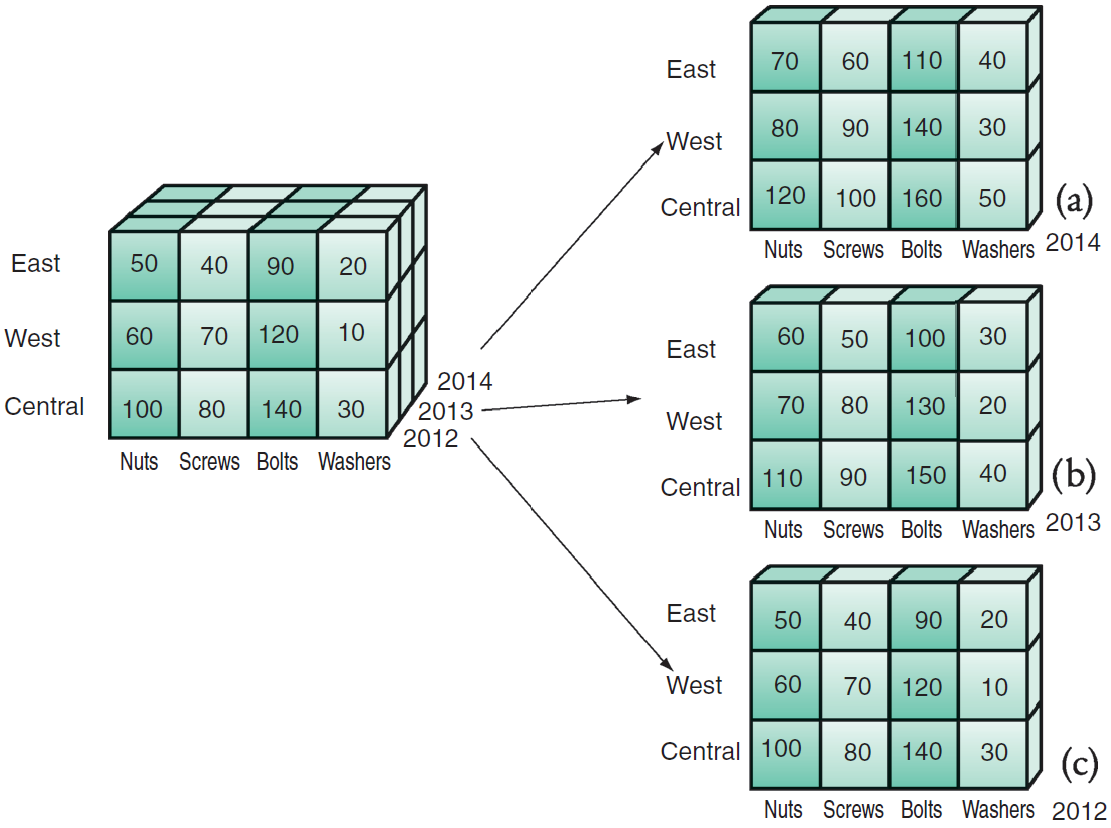 East 50 40 90 20
West 60 70 120 10
Central 100 80 140 30
Nuts Screws Bolts Washers
2014
2013
2012
East 70 60 110 40
West 80 90 140 30
Central 120 100 160 50
Nuts Screws Bolts Washers
(a)
2014
East 60 50 100 30
West 70 80 130 20
Central 110 90 150 40
Nuts Screws Bolts Washers
(b)
2013
East 50 40 90 20
West 60 70 120 10
Central 100 80 140 30
Nuts Screws Bolts Washers
(c)
2012